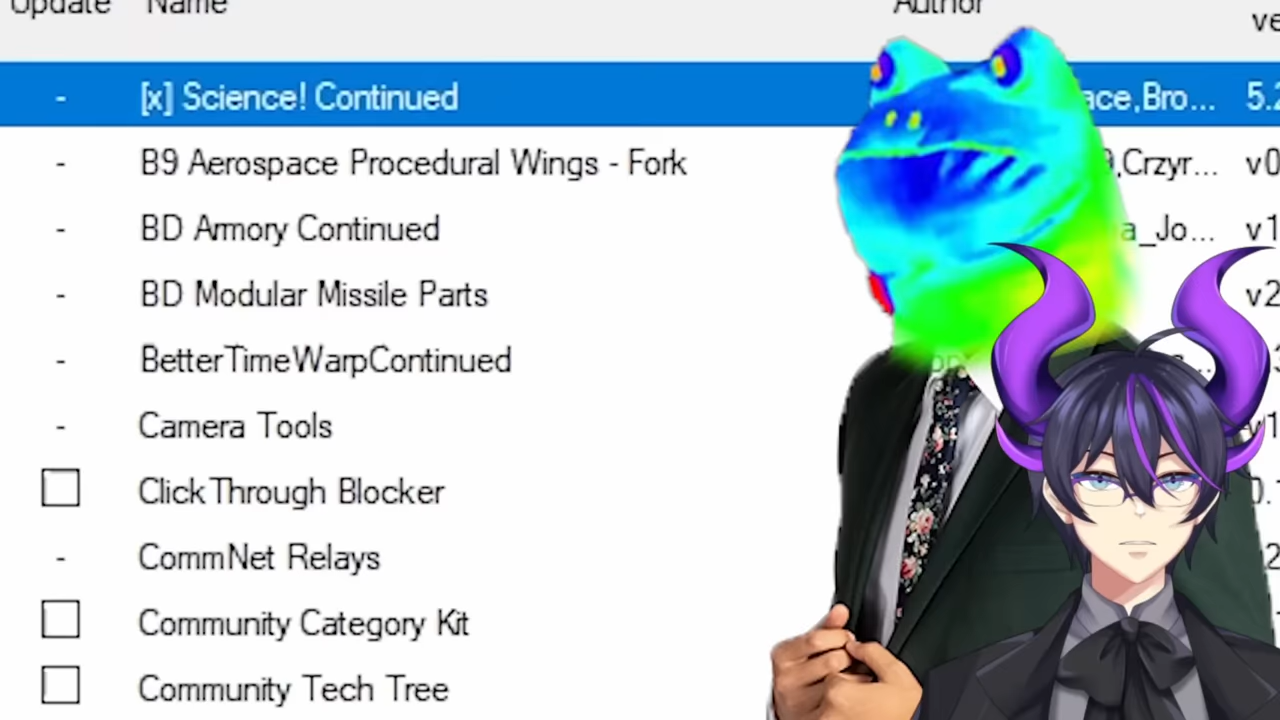 Update Name Author
- [x] Science! Continued
- B9 Aerospace Procedural Wings - Fork
- BD Armory Continued
- BD Modular Missile Parts
- BetterTimeWarpContinued
- Camera Tools
ClickThrough Blocker
- CommNet Relays
Community Category Kit
Community Tech Tree